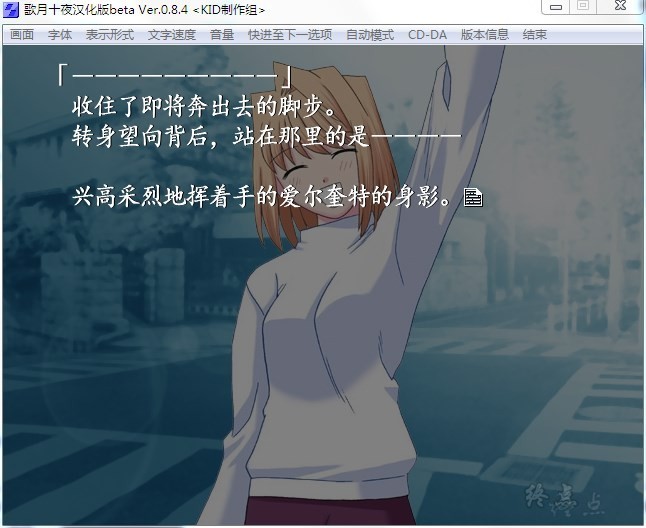 歌月十夜汉化版beta Ver.0.8.4 <KID制作组>
画面 字体 表示形式 文字速度 音量 快进至下一选项 自动模式 CD-DA 版本信息 结束
「—————————」
收住了即将奔出去的脚步。
转身望向背后，站在那里的是————
兴高采烈地挥着手的爱尔奎特的身影。
终点